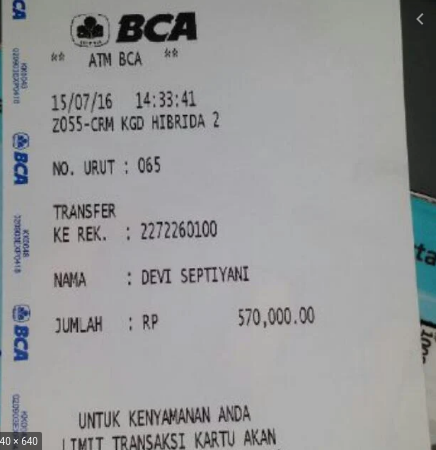 BCA
** ATM BCA **
15/07/16 14:33:41
Z055-CRM KGD HIBRIDA 2
NO. URUT : 065
TRANSFER
KE REK. : 2272260100
NAMA : DEVI SEPTIYANI
JUMLAH : RP 570,000.00
UNTUK KENYAMANAN ANDA
LIMIT TRANSAKSI KARTU AKAN
BCA
BCA
40 × 640